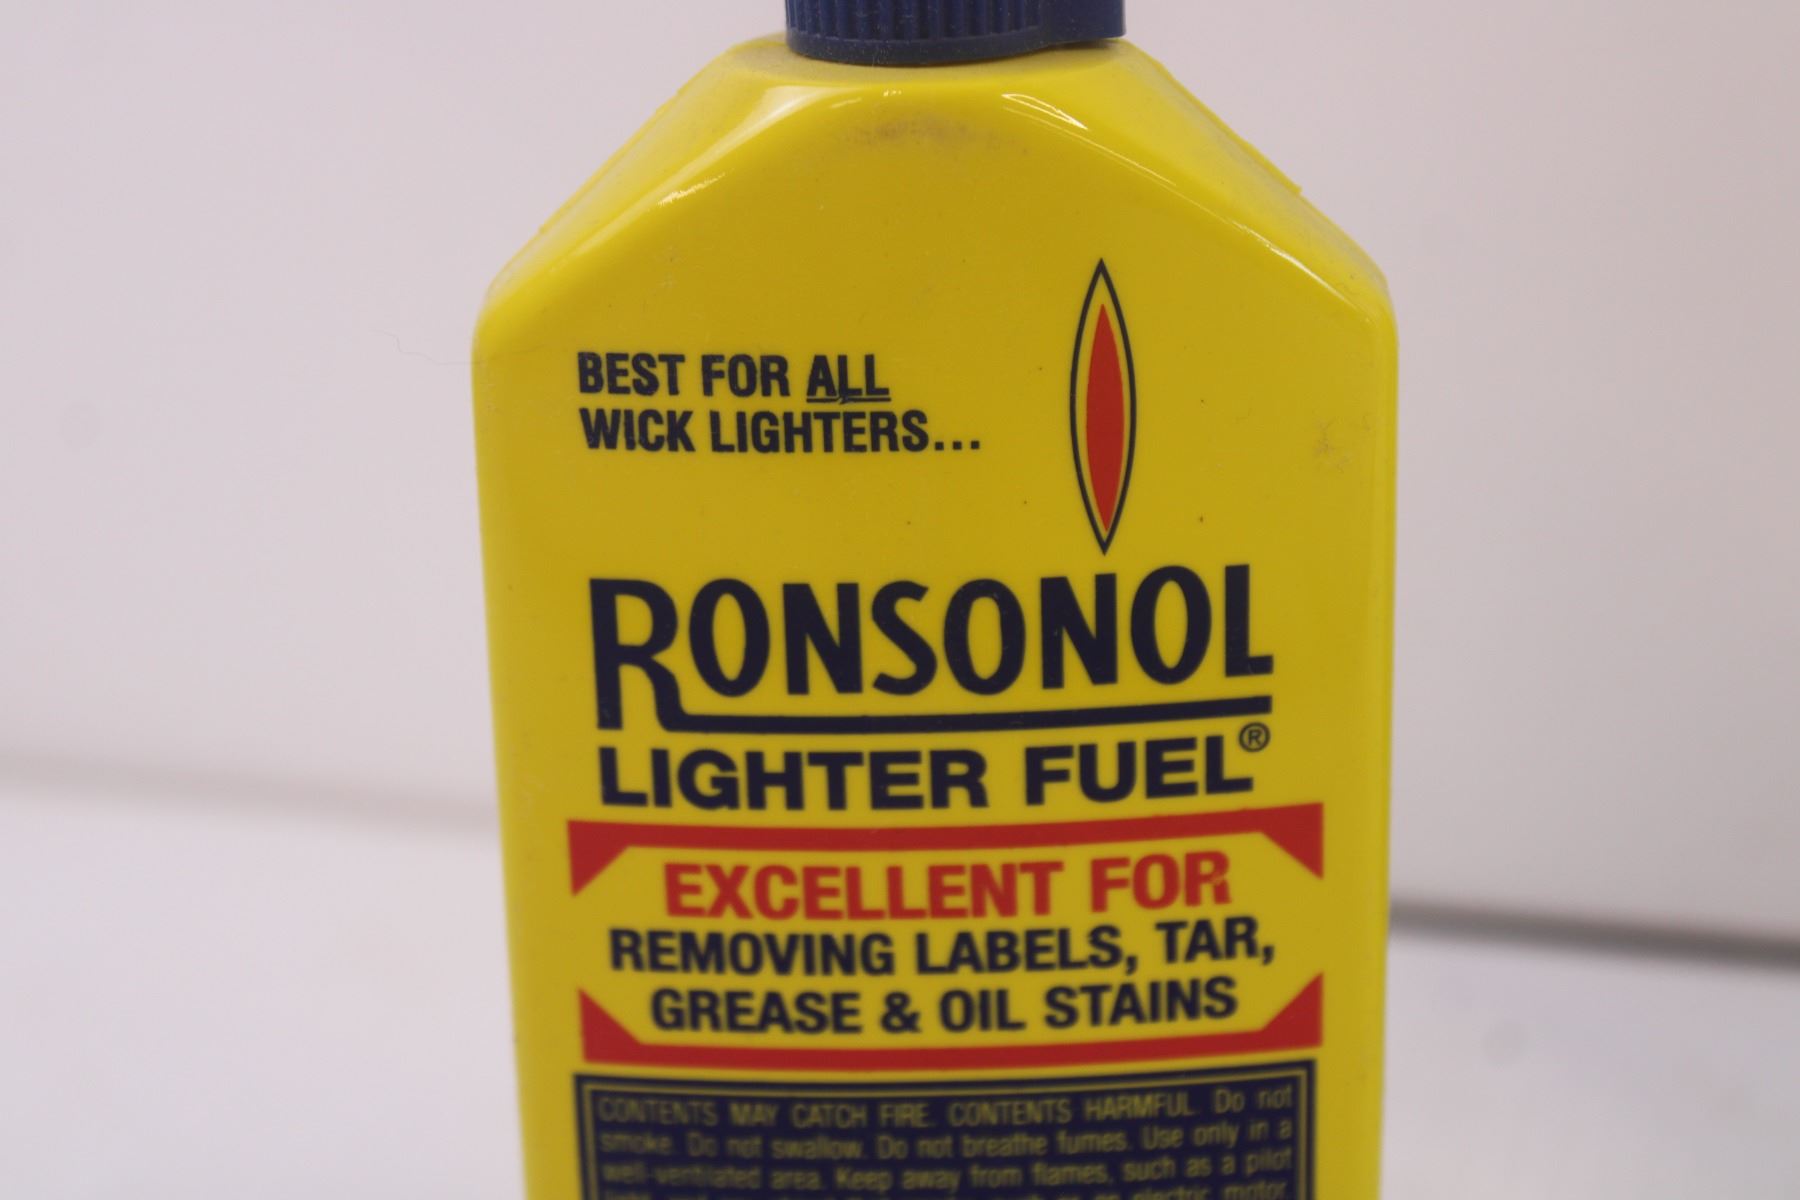 BEST FOR ALL
WICK LIGHTERS...
RONSONOL
LIGHTER FUEL®
EXCELLENT FOR
REMOVING LABELS, TAR,
GREASE & OIL STAINS
CONTENTS MAY CATCH FIRE. CONTENTS HARMFUL. Do not
smoke. Do not swallow. Do not breathe fumes. Use only in a
well-ventilated area. Keep away from flames, such as a pilot
electric motor.